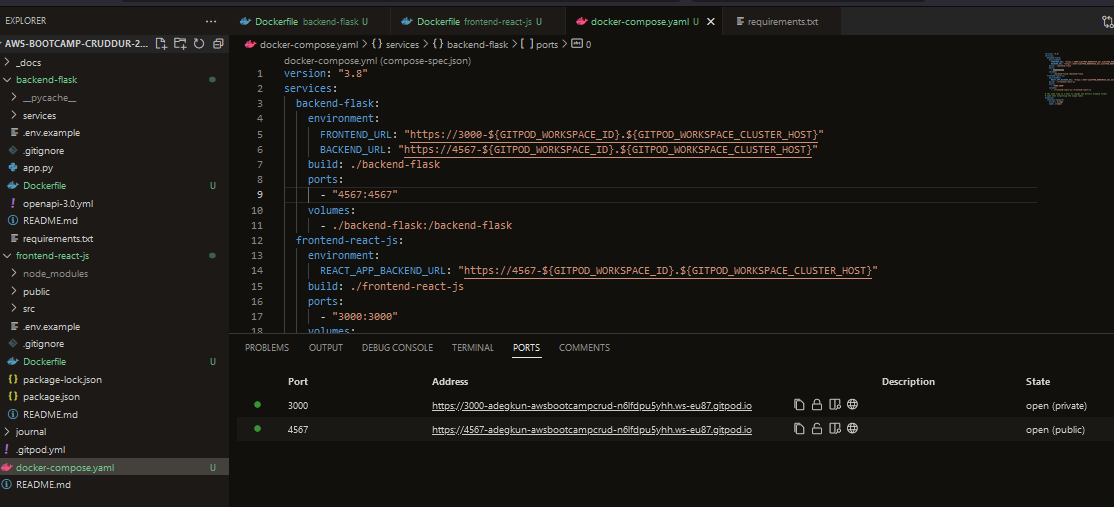 EXPLORER
AWS-BOOTCAMP-CRUDDUR-2...
_docs
backend-flask
__pycache__
services
.env.example
.gitignore
app.py
Dockerfile U
openapi-3.0.yml
README.md
requirements.txt
frontend-react-js
node_modules
public
src
.env.example
.gitignore
Dockerfile U
package-lock.json
package.json
README.md
journal
.gitpod.yml
docker-compose.yaml U
README.md
Dockerfile backend-flask U
Dockerfile frontend-react-js U
docker-compose.yaml U
requirements.txt
docker-compose.yaml > {} services > {} backend-flask > [ ] ports > 0
docker-compose.yml (compose-spec.json)
1 version: "3.8"
2 services:
3 backend-flask:
4 environment:
5 FRONTEND_URL: "https://3000-${GITPOD_WORKSPACE_ID}.${GITPOD_WORKSPACE_CLUSTER_HOST}"
6 BACKEND_URL: "https://4567-${GITPOD_WORKSPACE_ID}.${GITPOD_WORKSPACE_CLUSTER_HOST}"
7 build: ./backend-flask
8 ports:
9 - "4567:4567"
10 volumes:
11 - ./backend-flask:/backend-flask
12 frontend-react-js:
13 environment:
14 REACT_APP_BACKEND_URL: "https://4567-${GITPOD_WORKSPACE_ID}.${GITPOD_WORKSPACE_CLUSTER_HOST}"
15 build: ./frontend-react-js
16 ports:
17 - "3000:3000"
18 volumes:
PROBLEMS OUTPUT DEBUG CONSOLE TERMINAL PORTS COMMENTS
Port Address Description State
3000 https://3000-adegkun-awsbootcampcrud-n6lfdpu5yhh.ws-eu87.gitpod.io open (private)
4567 https://4567-adegkun-awsbootcampcrud-n6lfdpu5yhh.ws-eu87.gitpod.io open (public)